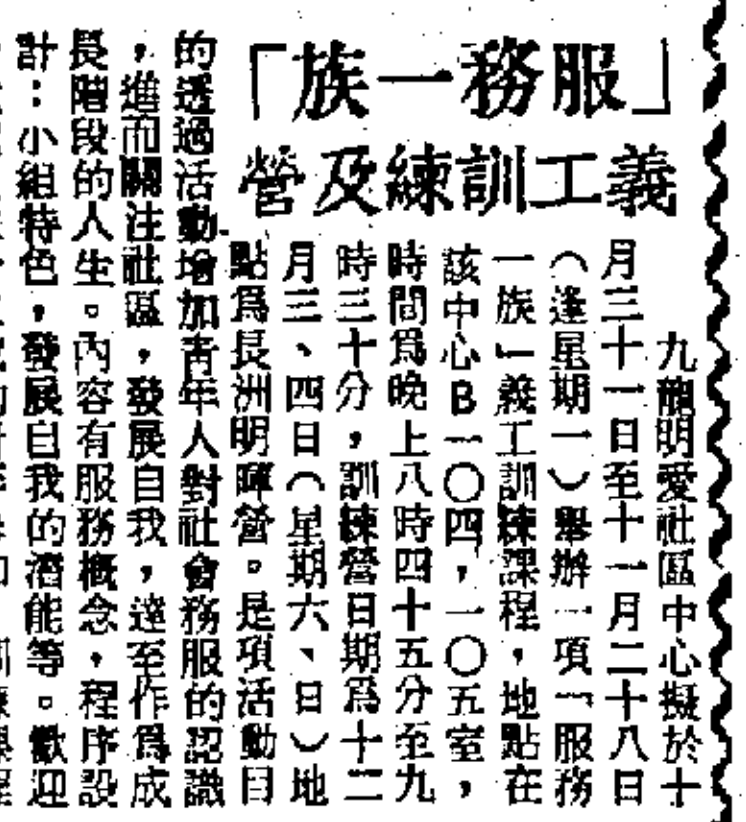 「服務一族」
義工訓練及營
九龍明愛社區中心擬於十
月三十一日至十一月二十八日
（逢星期一）舉辦一項「服務
一族」義工訓練課程，地點在
該中心B一〇四，一〇五室，
時間爲晚上八時四十五分至九
時三十分，訓練營日期爲十二
月三、四日（星期六、日）地
點爲長洲明暉營。是項活動目
的透過活動增加青年人對社會務服的認識
，進而關注社區，發展自我，達至作爲成
長階段的人生。內容有服務概念，程序設
計：小組特色，發展自我的潛能等。歡迎